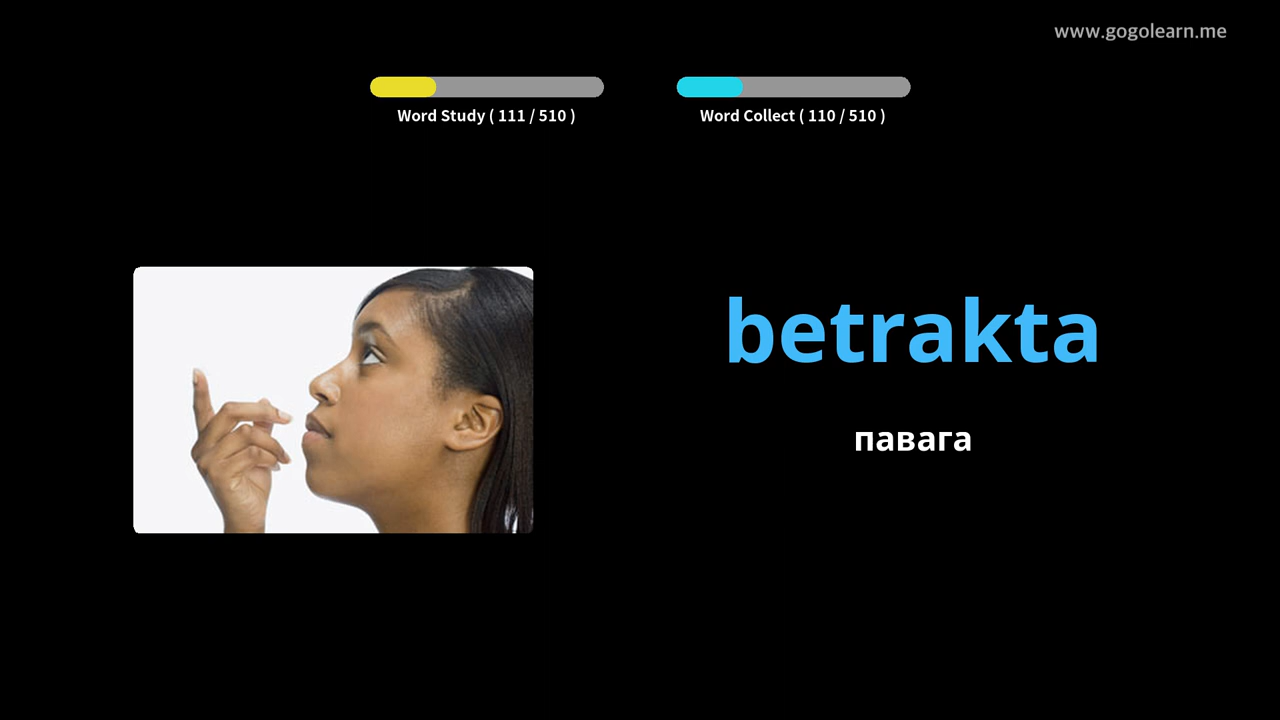 www.gogolearn.me
Word Study ( 111 / 510 )
Word Collect ( 110 / 510 )
betrakta
павага